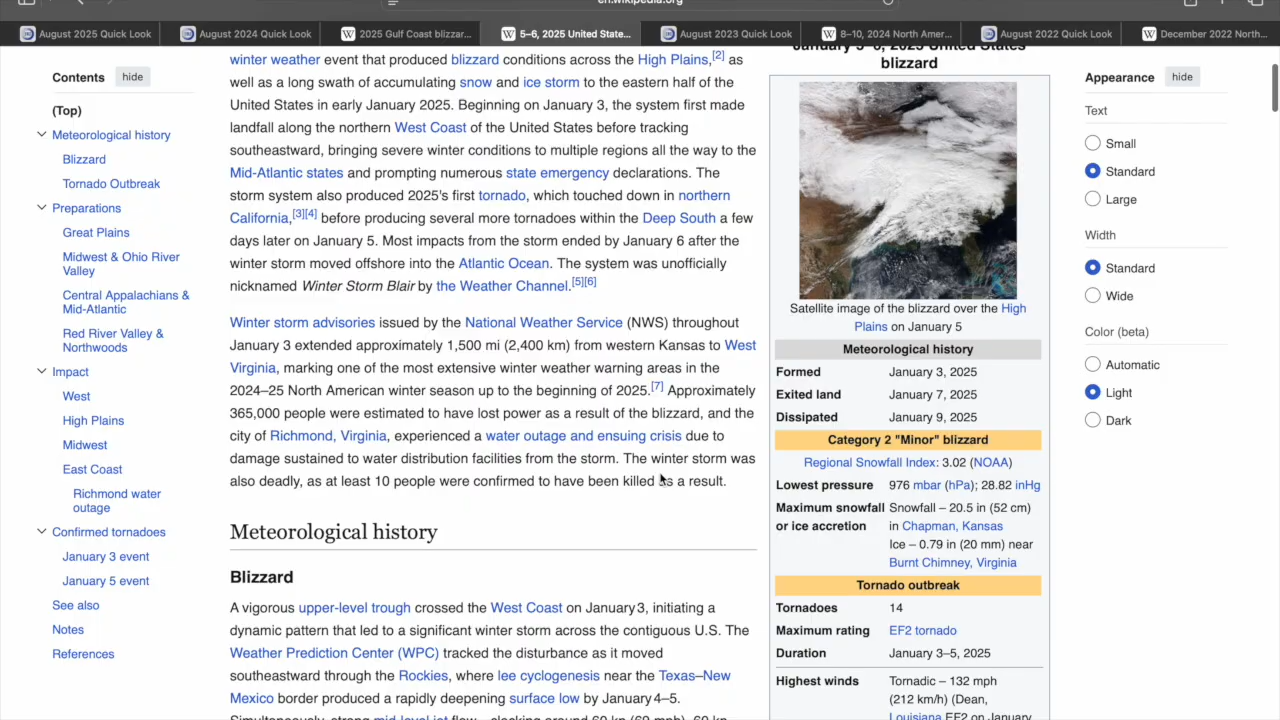 en.wikipedia.org
August 2025 Quick Look
August 2024 Quick Look
2025 Gulf Coast blizzar...
5–6, 2025 United State...
August 2023 Quick Look
8–10, 2024 North Amer...
August 2022 Quick Look
December 2022 North...
Contents hide
(Top)
Meteorological history
Blizzard
Tornado Outbreak
Preparations
Great Plains
Midwest & Ohio River
Valley
Central Appalachians &
Mid-Atlantic
Red River Valley &
Northwoods
Impact
West
High Plains
Midwest
East Coast
Richmond water
outage
Confirmed tornadoes
January 3 event
January 5 event
See also
Notes
References
winter weather event that produced blizzard conditions across the High Plains,[2] as
well as a long swath of accumulating snow and ice storm to the eastern half of the
United States in early January 2025. Beginning on January 3, the system first made
landfall along the northern West Coast of the United States before tracking
southeastward, bringing severe winter conditions to multiple regions all the way to the
Mid-Atlantic states and prompting numerous state emergency declarations. The
storm system also produced 2025's first tornado, which touched down in northern
California,[3][4] before producing several more tornadoes within the Deep South a few
days later on January 5. Most impacts from the storm ended by January 6 after the
winter storm moved offshore into the Atlantic Ocean. The system was unofficially
nicknamed Winter Storm Blair by the Weather Channel.[5][6]
Winter storm advisories issued by the National Weather Service (NWS) throughout
January 3 extended approximately 1,500 mi (2,400 km) from western Kansas to West
Virginia, marking one of the most extensive winter weather warning areas in the
2024–25 North American winter season up to the beginning of 2025.[7] Approximately
365,000 people were estimated to have lost power as a result of the blizzard, and the
city of Richmond, Virginia, experienced a water outage and ensuing crisis due to
damage sustained to water distribution facilities from the storm. The winter storm was
also deadly, as at least 10 people were confirmed to have been killed as a result.
Meteorological history
Blizzard
A vigorous upper-level trough crossed the West Coast on January 3, initiating a
dynamic pattern that led to a significant winter storm across the contiguous U.S. The
Weather Prediction Center (WPC) tracked the disturbance as it moved
southeastward through the Rockies, where lee cyclogenesis near the Texas–New
Mexico border produced a rapidly deepening surface low by January 4–5.
Simultaneously, strong mid-level jet flow
January 5–6, 2025 United States
blizzard
Satellite image of the blizzard over the High
Plains on January 5
Meteorological history
Formed January 3, 2025
Exited land January 7, 2025
Dissipated January 9, 2025
Category 2 "Minor" blizzard
Regional Snowfall Index: 3.02 (NOAA)
Lowest pressure 976 mbar (hPa); 28.82 inHg
Maximum snowfall Snowfall – 20.5 in (52 cm)
or ice accretion in Chapman, Kansas
Ice – 0.79 in (20 mm) near
Burnt Chimney, Virginia
Tornado outbreak
Tornadoes 14
Maximum rating EF2 tornado
Duration January 3–5, 2025
Highest winds Tornadic – 132 mph
(212 km/h) (Dean,
Louisiana EF2 on January
Appearance hide
Text
Small
Standard
Large
Width
Standard
Wide
Color (beta)
Automatic
Light
Dark